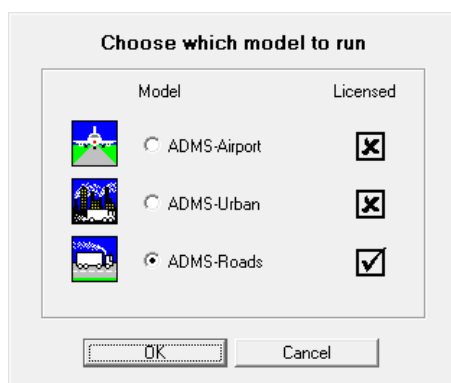 Choose which model to run
Model Licensed
ADMS-Airport
ADMS-Urban
ADMS-Roads
OK Cancel